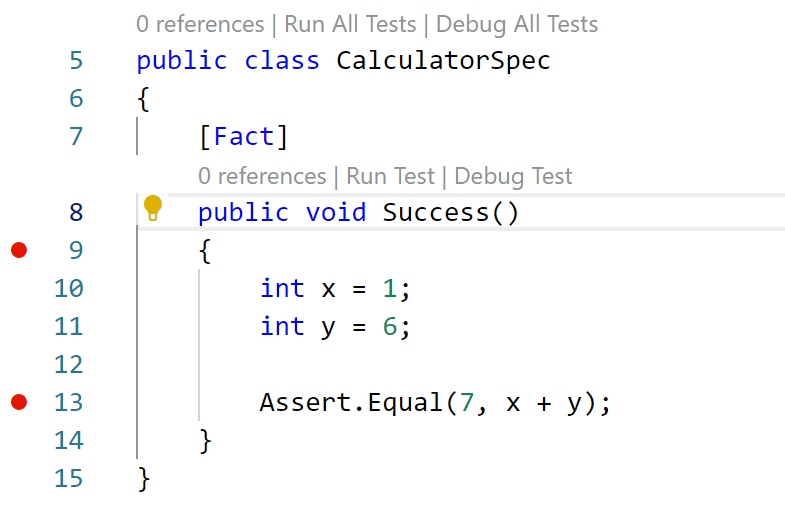 0 references | Run All Tests | Debug All Tests
5 public class CalculatorSpec
6 {
7 [Fact]
0 references | Run Test | Debug Test
8 public void Success()
9 {
10 int x = 1;
11 int y = 6;
12
13 Assert.Equal(7, x + y);
14 }
15 }